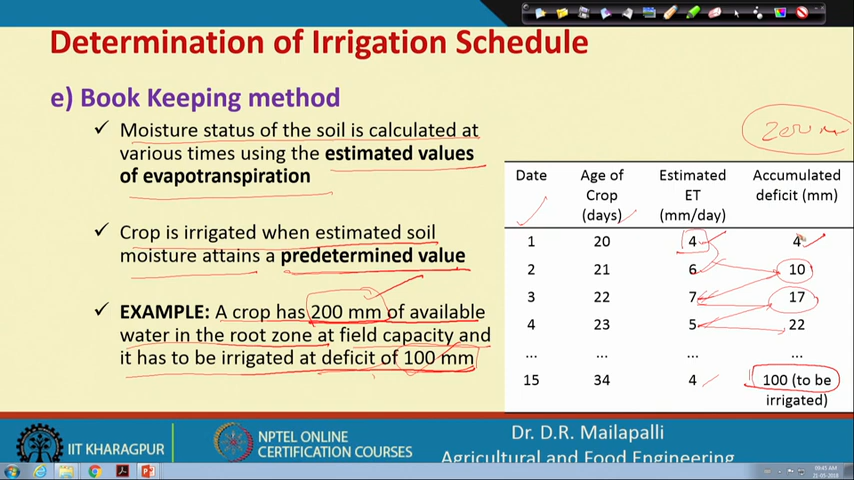 Determination of Irrigation Schedule
e) Book Keeping method
✓ Moisture status of the soil is calculated at
various times using the estimated values
of evapotranspiration
✓ Crop is irrigated when estimated soil
moisture attains a predetermined value
✓ EXAMPLE: A crop has 200 mm of available
water in the root zone at field capacity and
it has to be irrigated at deficit of 100 mm
Date Age of Crop (days) Estimated ET (mm/day) Accumulated deficit (mm)
1 20 4 4
2 21 6 10
3 22 7 17
4 23 5 22
... ... ... ...
15 34 4 100 (to be irrigated)
IIT KHARAGPUR
NPTEL ONLINE
CERTIFICATION COURSES
Dr. D.R. Mailapalli
Agricultural and Food Engineering
09:45 AM